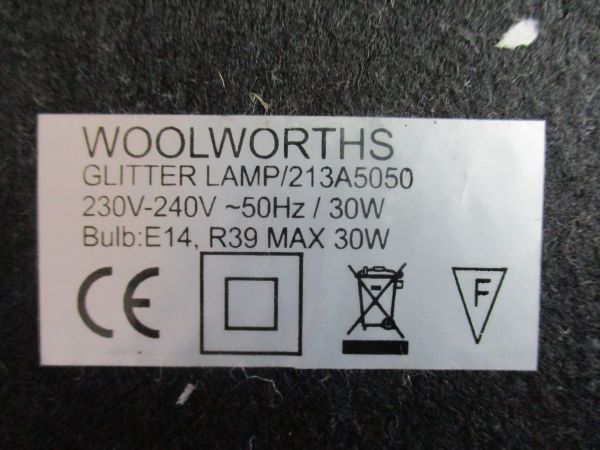 WOOLWORTHS
GLITTER LAMP/213A5050
230V-240V ~50Hz / 30W
Bulb:E14, R39 MAX 30W
CE F